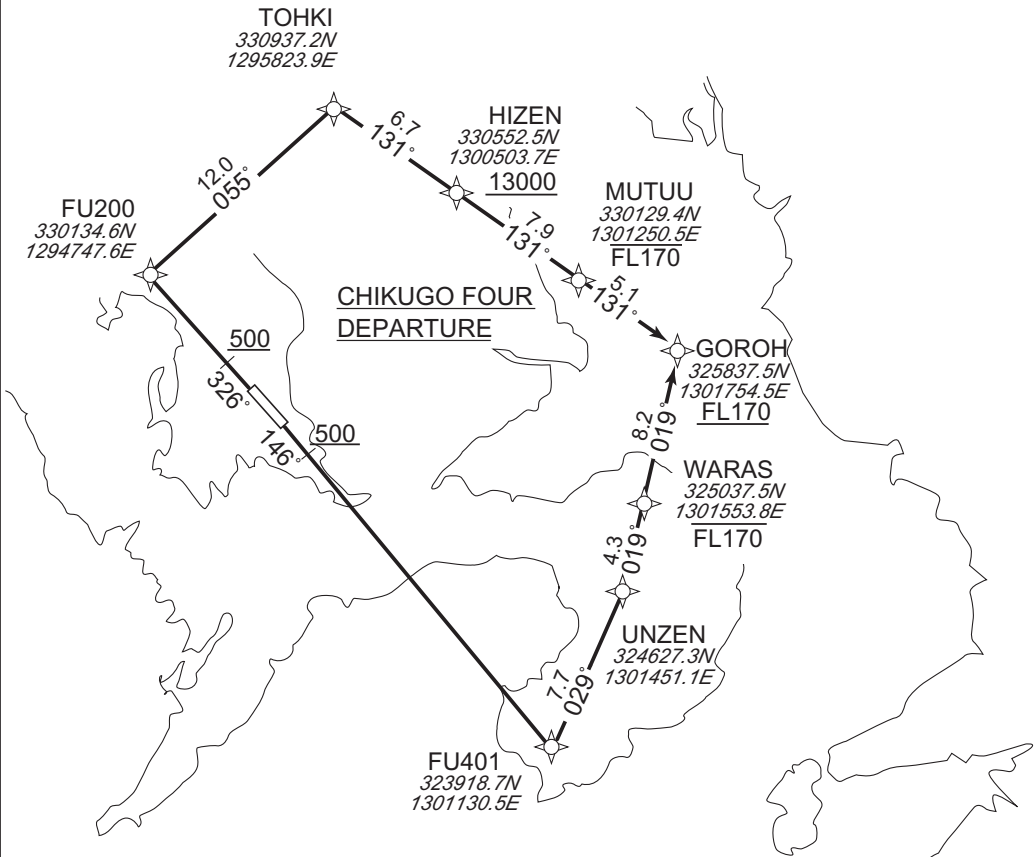 TOHKI
330937.2N
1295823.9E
6.7
131°
HIZEN
330552.5N
1300503.7E
13000
12.0
055°
FU200
330134.6N
1294747.6E
7.9
131°
MUTUU
330129.4N
1301250.5E
FL170
5.1
131°
CHIKUGO FOUR
DEPARTURE
500
326°
146°
500
GOROH
325837.5N
1301754.5E
FL170
8.2
019°
WARAS
325037.5N
1301553.8E
FL170
4.3
019°
UNZEN
324627.3N
1301451.1E
7.7
029°
FU401
323918.7N
1301130.5E